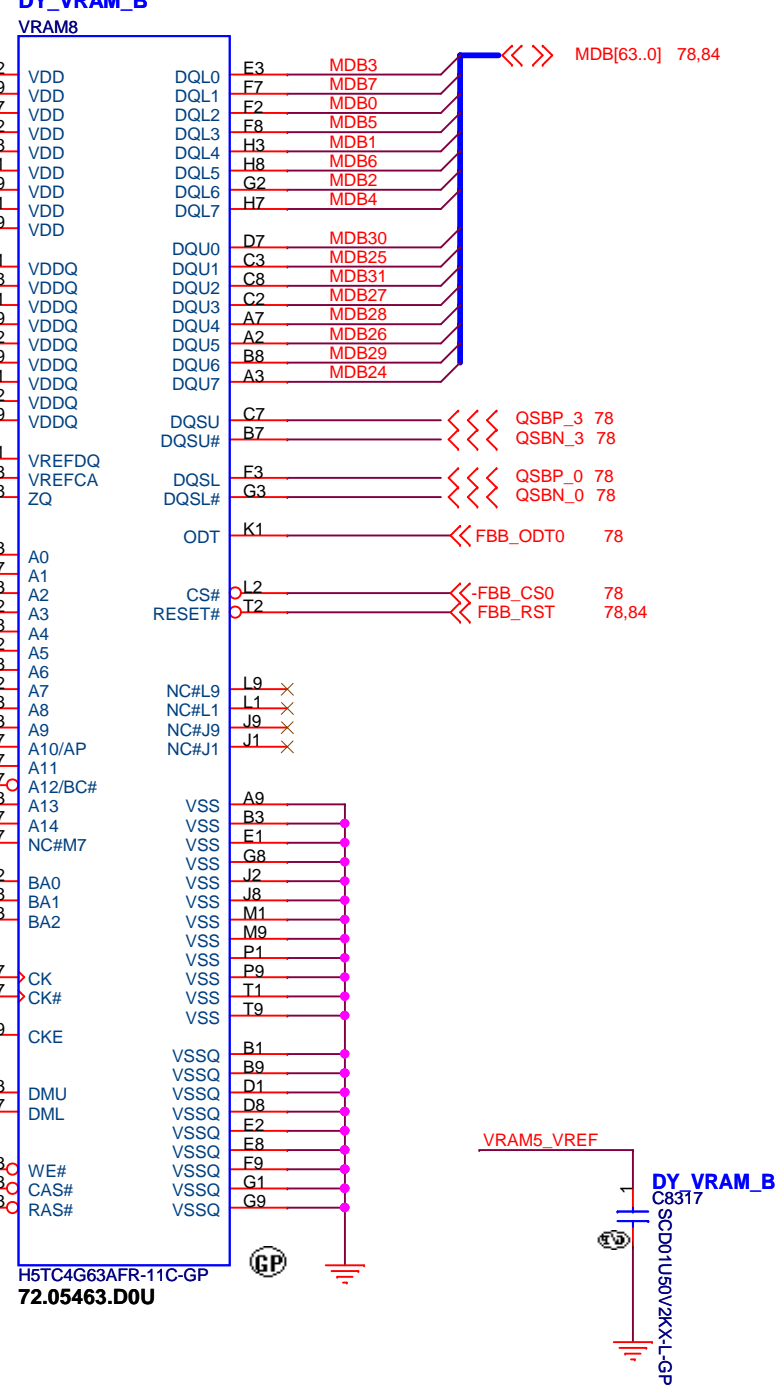 DY_VRAM_B
VRAM8
MDB[63..0] 78,84
VDD DQL0 E3 MDB3
VDD DQL1 F7 MDB7
VDD DQL2 F2 MDB0
VDD DQL3 F8 MDB5
VDD DQL4 H3 MDB1
VDD DQL5 H8 MDB6
VDD DQL6 G2 MDB2
VDD DQL7 H7 MDB4
VDD
DQU0 D7 MDB30
VDDQ DQU1 C3 MDB25
VDDQ DQU2 C8 MDB31
VDDQ DQU3 C2 MDB27
VDDQ DQU4 A7 MDB28
VDDQ DQU5 A2 MDB26
VDDQ DQU6 B8 MDB29
VDDQ DQU7 A3 MDB24
VDDQ
VDDQ DQSU C7 QSBP_3 78
DQSU# B7 QSBN_3 78
VREFDQ
VREFCA DQSL F3 QSBP_0 78
ZQ DQSL# G3 QSBN_0 78
ODT K1 FBB_ODT0 78
A0
A1
A2 CS# L2 -FBB_CS0 78
A3 RESET# T2 FBB_RST 78,84
A4
A5
A6
A7 NC#L9 L9
A8 NC#L1 L1
A9 NC#J9 J9
A10/AP NC#J1 J1
A11
A12/BC#
A13 VSS A9
A14 VSS B3
NC#M7 VSS E1
VSS G8
BA0 VSS J2
BA1 VSS J8
BA2 VSS M1
VSS M9
VSS P1
CK VSS P9
CK# VSS T1
VSS T9
CKE
VSSQ B1
VSSQ B9
DMU VSSQ D1
DML VSSQ D8
VSSQ E2
VSSQ E8
WE# VSSQ F9
CAS# VSSQ G1
RAS# VSSQ G9
GP
H5TC4G63AFR-11C-GP
72.05463.D0U
VRAM5_VREF
1
DY_VRAM_B
C8317
SCD01U50V2KX-L-GP